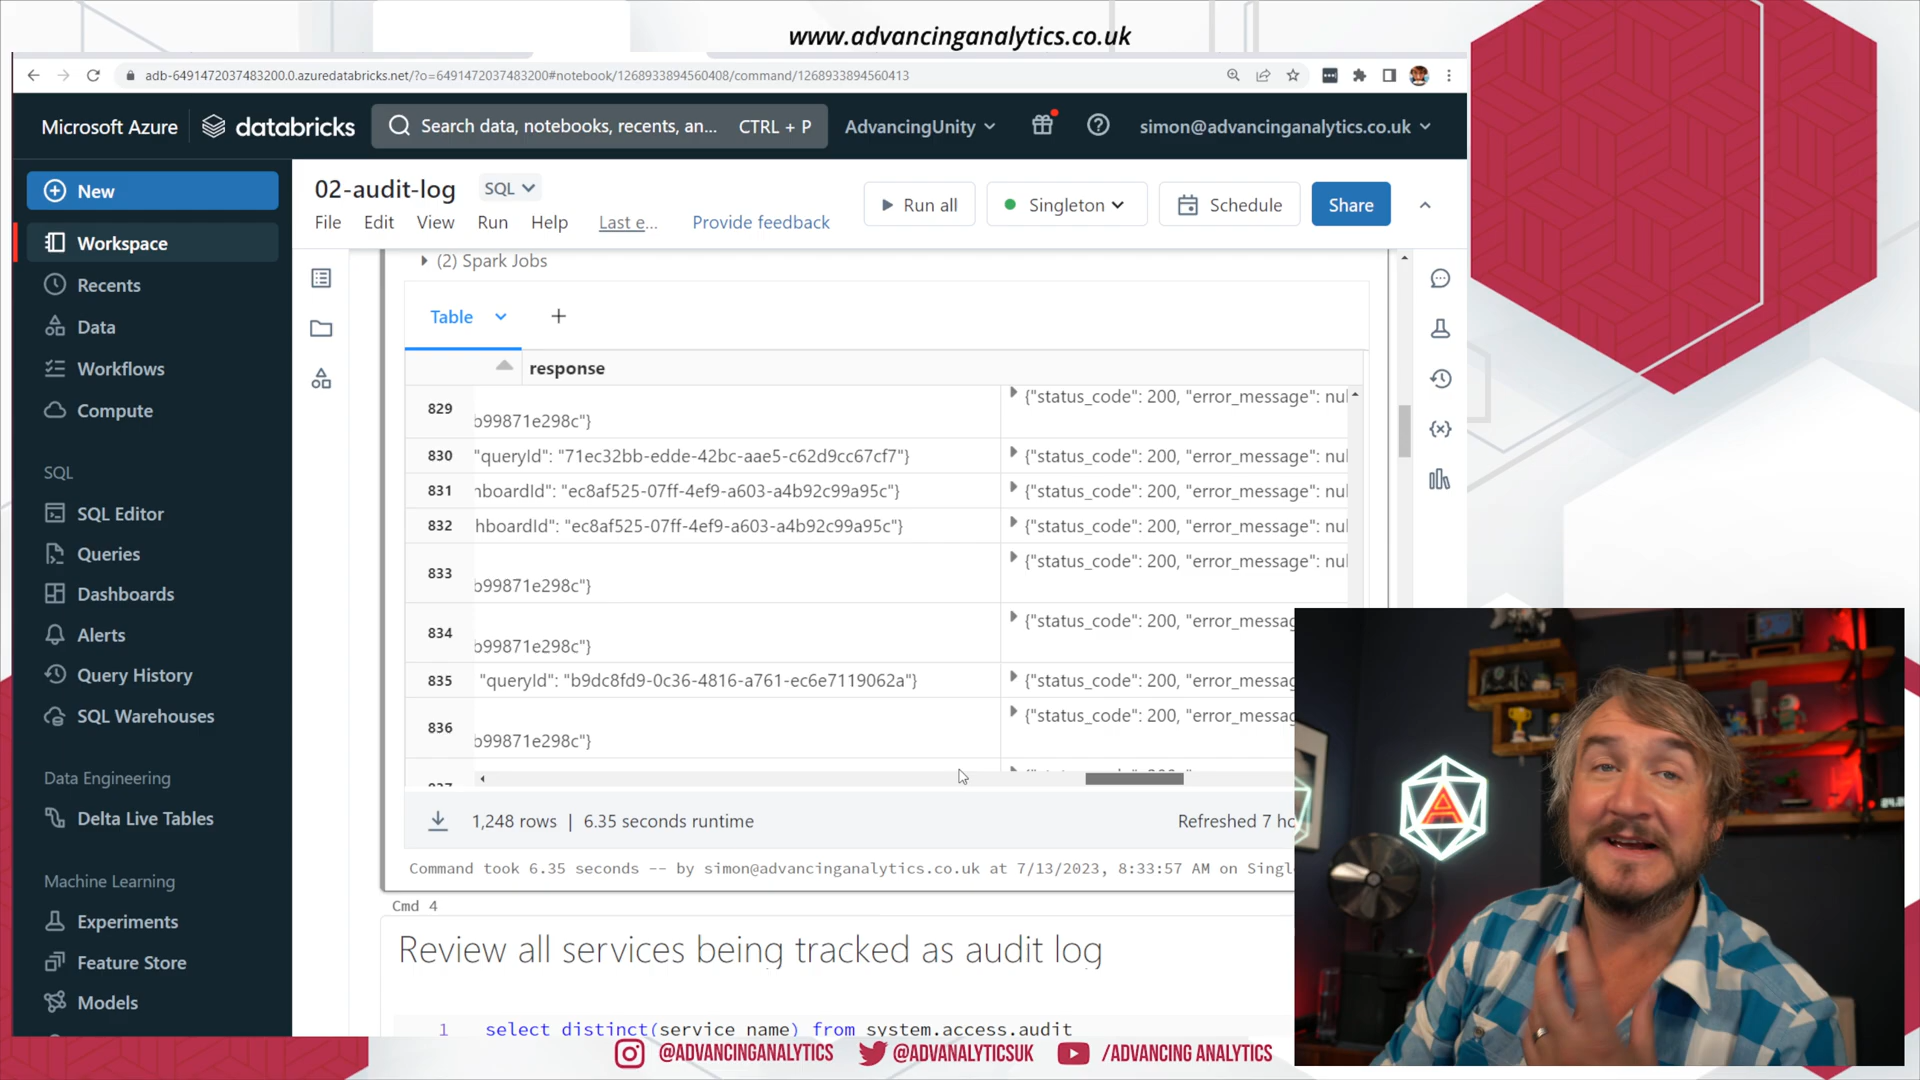 www.advancinganalytics.co.uk
adb-6491472037483200.0.azuredatabricks.net/?o=6491472037483200#notebook/1268933894560408/command/1268933894560413
Microsoft Azure
databricks
Search data, notebooks, recents, an...
CTRL + P
AdvancingUnity
simon@advancinganalytics.co.uk
New
Workspace
Recents
Data
Workflows
Compute
SQL
SQL Editor
Queries
Dashboards
Alerts
Query History
SQL Warehouses
Data Engineering
Delta Live Tables
Machine Learning
Experiments
Feature Store
Models
02-audit-log
SQL
File Edit View Run Help Last e... Provide feedback
Run all
Singleton
Schedule
Share
(2) Spark Jobs
Table
response
829
b99871e298c"}
{"status_code": 200, "error_message": nul
830 "queryId": "71ec32bb-edde-42bc-aae5-c62d9cc67cf7"} {"status_code": 200, "error_message": nul
831 hboardId": "ec8af525-07ff-4ef9-a603-a4b92c99a95c"} {"status_code": 200, "error_message": nul
832 hboardId": "ec8af525-07ff-4ef9-a603-a4b92c99a95c"} {"status_code": 200, "error_message": nul
833
b99871e298c"}
{"status_code": 200, "error_message": nul
834
b99871e298c"}
{"status_code": 200, "error_messag
835 "queryId": "b9dc8fd9-0c36-4816-a761-ec6e7119062a"} {"status_code": 200, "error_messag
836
b99871e298c"}
{"status_code": 200, "error_messag
1,248 rows | 6.35 seconds runtime
Refreshed 7 ho
Command took 6.35 seconds -- by simon@advancinganalytics.co.uk at 7/13/2023, 8:33:57 AM on Singl
Cmd 4
Review all services being tracked as audit log
1 select distinct(service_name) from system.access.audit
@ADVANCINGANALYTICS
@ADVANALYTICSUK
/ADVANCING ANALYTICS